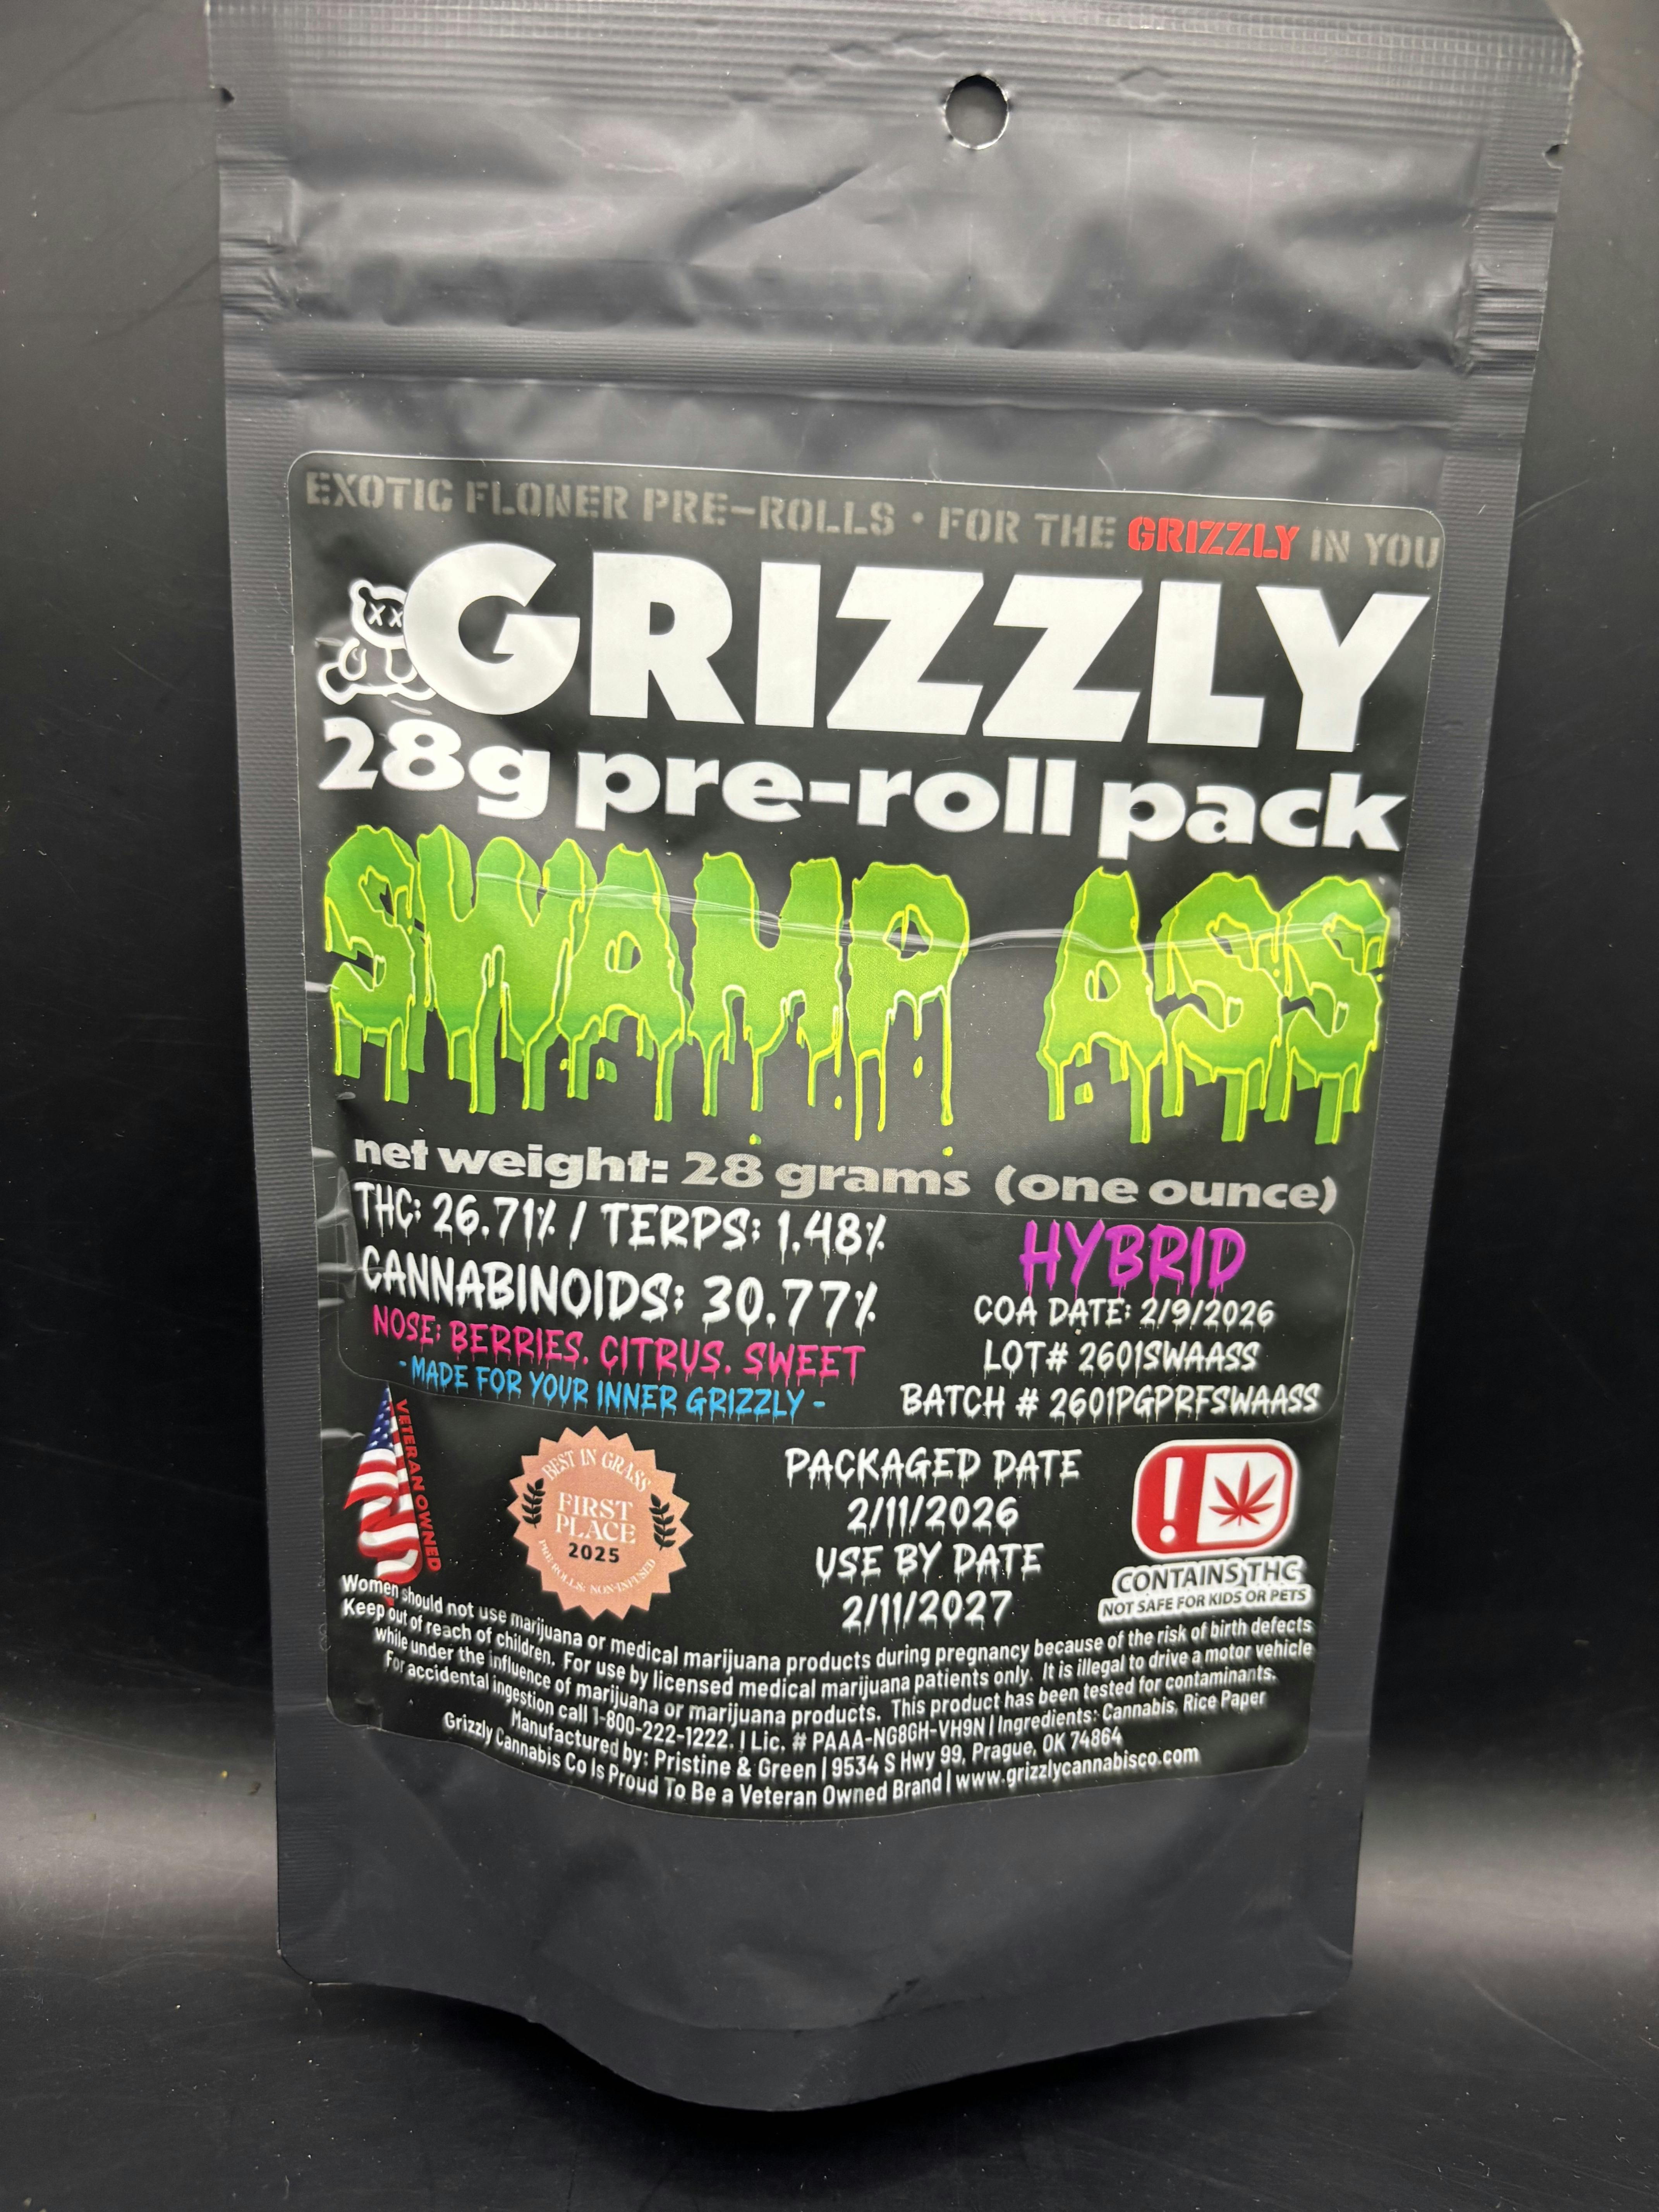 EXOTIC FLOWER PRE-ROLLS • FOR THE GRIZZLY IN YOU
GRIZZLY
28g pre-roll pack
SWAMP ASS
net weight: 28 grams (one ounce)
THC: 26.71% / TERPS: 1.48%
CANNABINOIDS: 30.77%
NOSE: BERRIES. CITRUS. SWEET
- MADE FOR YOUR INNER GRIZZLY -
HYBRID
COA DATE: 2/9/2026
LOT# 2601SWAASS
BATCH # 2601PGPRFSWAASS
VETERAN OWNED
BEST IN GRASS
FIRST
PLACE
2025
PRE-ROLLS: NON-INFUSED
PACKAGED DATE
2/11/2026
USE BY DATE
2/11/2027
!
CONTAINS THC
NOT SAFE FOR KIDS OR PETS
Women should not use marijuana or medical marijuana products during pregnancy because of the risk of birth defects
Keep out of reach of children. For use by licensed medical marijuana patients only. It is illegal to drive a motor vehicle
while under the influence of marijuana or marijuana products. This product has been tested for contaminants.
For accidental ingestion call 1-800-222-1222. | Lic. # PAAA-NG8GH-VH9N | Ingredients: Cannabis, Rice Paper
Manufactured by: Pristine & Green | 9534 S Hwy 99, Prague, OK 74864
Grizzly Cannabis Co Is Proud To Be a Veteran Owned Brand | www.grizzlycannabisco.com